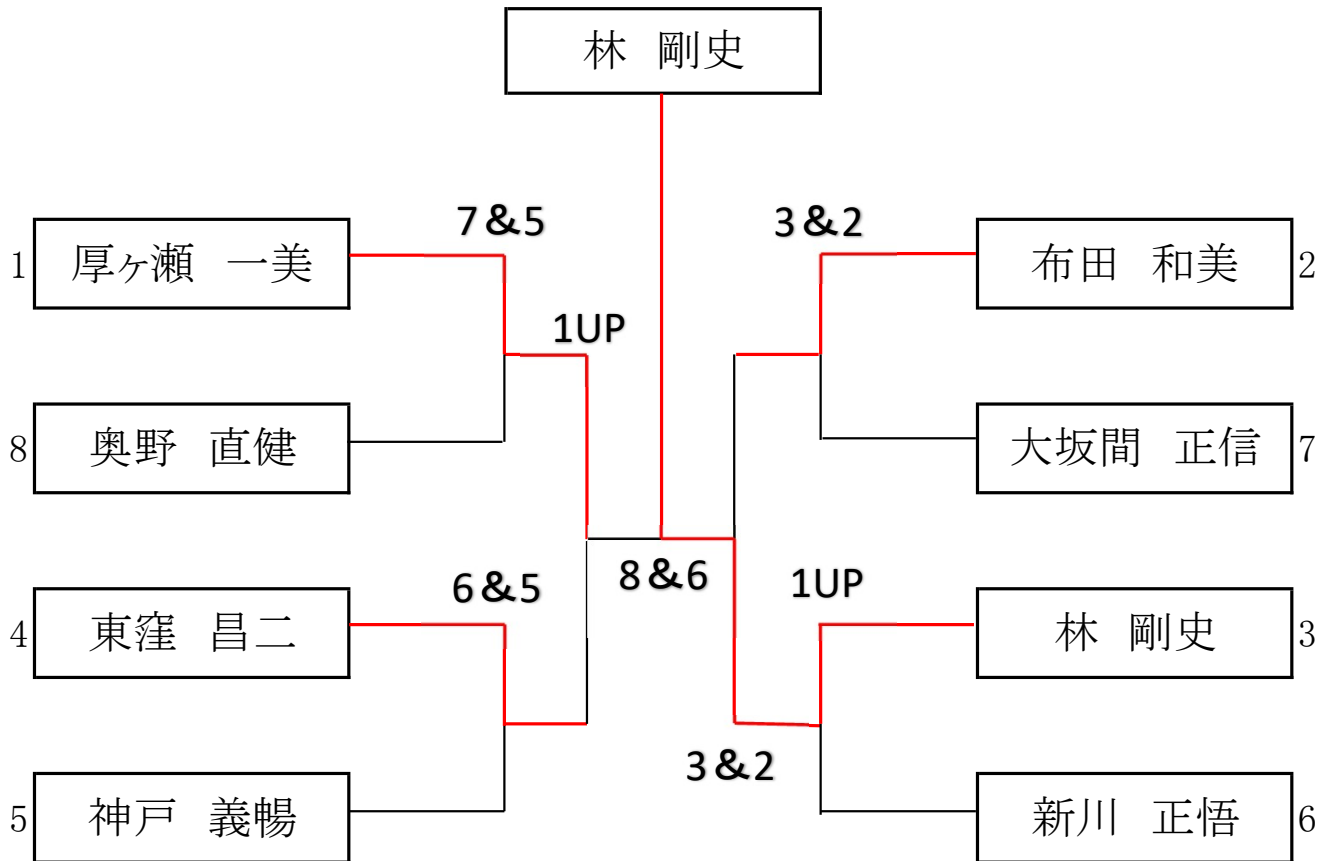 林 剛史
7&5
3&2
1
厚ヶ瀬 一美
布田 和美
2
1UP
8
奥野 直健
大坂間 正信
7
6&5
8&6
1UP
4
東窪 昌二
林 剛史
3
3&2
5
神戸 義暢
新川 正悟
6